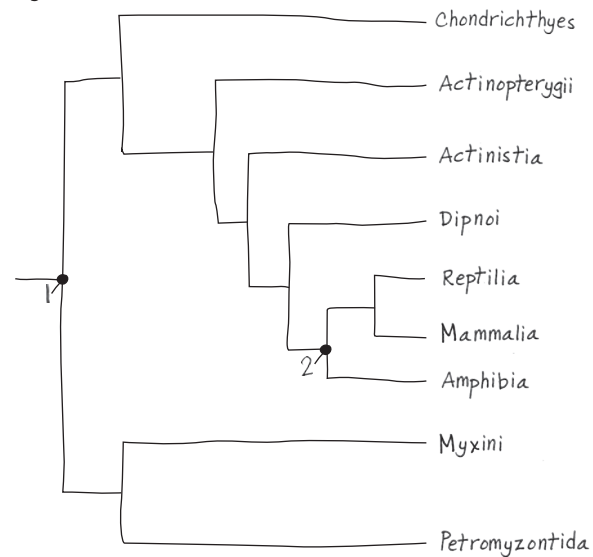 Chondrichthyes
Actinopterygii
Actinistia
Dipnoi
Reptilia
1
Mammalia
2
Amphibia
Myxini
Petromyzontida